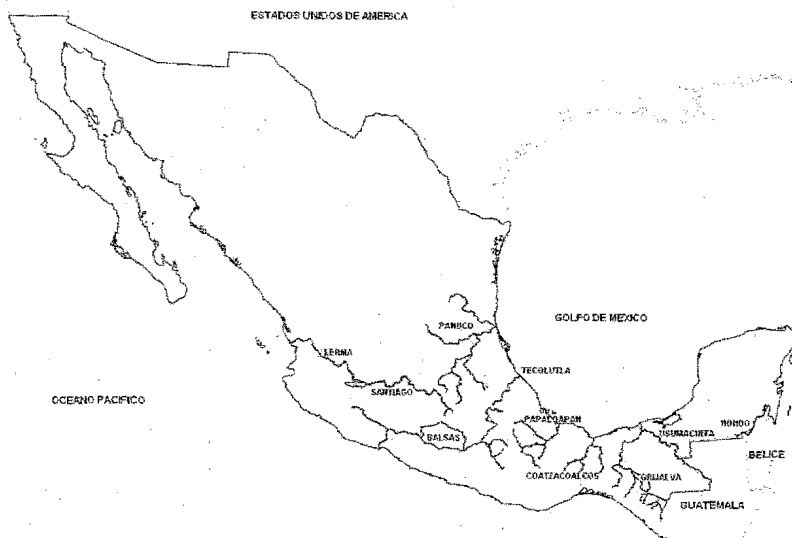 ESTADOS UNIDOS DE AMERICA
GOLFO DE MEXICO
PANUCO
LERMA
TECOLUTLA
SANTIAGO
OCEANO PACIFICO
PAPALOAPAN
HONDO
BALSAS
USUMACINTA
BELICE
COATZACOALCOS
GRIJALVA
GUATEMALA